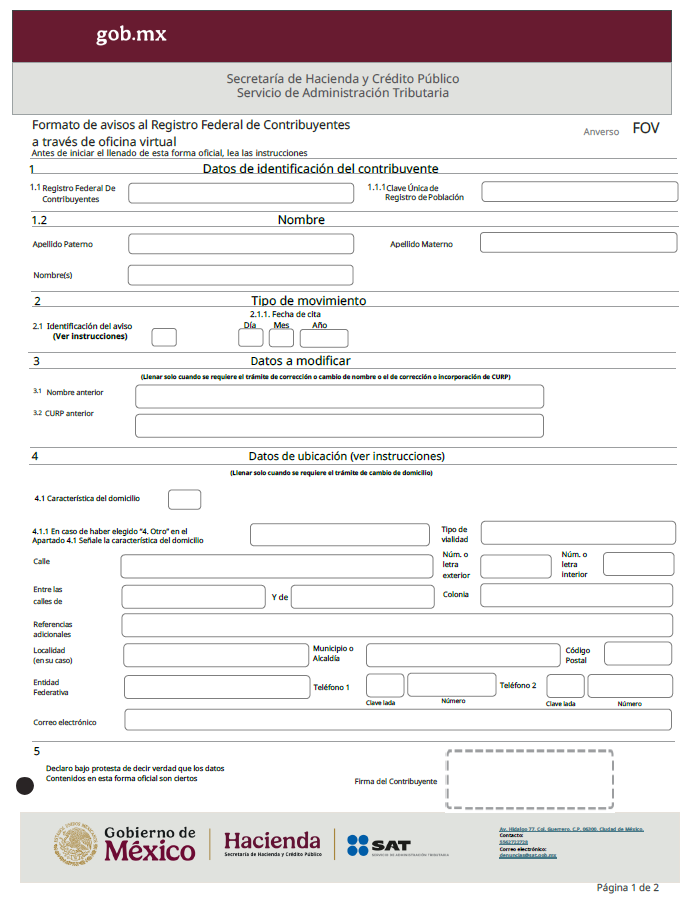 gob.mx
Secretaría de Hacienda y Crédito Público
Servicio de Administración Tributaria
Formato de avisos al Registro Federal de Contribuyentes
a través de oficina virtual
Antes de iniciar el llenado de esta forma oficial, lea las instrucciones
Anverso FOV
1 Datos de identificación del contribuyente
1.1 Registro Federal De
Contribuyentes
1.1.1 Clave Única de
Registro de Población
1.2 Nombre
Apellido Paterno
Apellido Materno
Nombre(s)
2 Tipo de movimiento
2.1.1. Fecha de cita
2.1 Identificación del aviso
(Ver instrucciones)
Día Mes Año
3 Datos a modificar
(Llenar solo cuando se requiere el trámite de corrección o cambio de nombre o el de corrección o incorporación de CURP)
3.1 Nombre anterior
3.2 CURP anterior
4 Datos de ubicación (ver instrucciones)
(Llenar solo cuando se requiere el trámite de cambio de domicilio)
4.1 Característica del domicilio
4.1.1 En caso de haber elegido "4. Otro" en el
Apartado 4.1 Señale la característica del domicilio
Tipo de
vialidad
Calle
Núm. o
letra
exterior
Núm. o
letra
interior
Entre las
calles de
Y de
Colonia
Referencias
adicionales
Localidad
(en su caso)
Municipio o
Alcaldía
Código
Postal
Entidad
Federativa
Teléfono 1
Clave lada
Número
Teléfono 2
Clave lada
Número
Correo electrónico
5
Declaro bajo protesta de decir verdad que los datos
Contenidos en esta forma oficial son ciertos
Firma del Contribuyente
Gobierno de
México
Hacienda
Secretaría de Hacienda y Crédito Público
SAT
SERVICIO DE ADMINISTRACIÓN TRIBUTARIA
Av. Hidalgo 77, Col. Guerrero, C.P. 06300, Ciudad de México.
Contacto:
5562722728
Correo electrónico:
denuncias@sat.gob.mx
Página 1 de 2